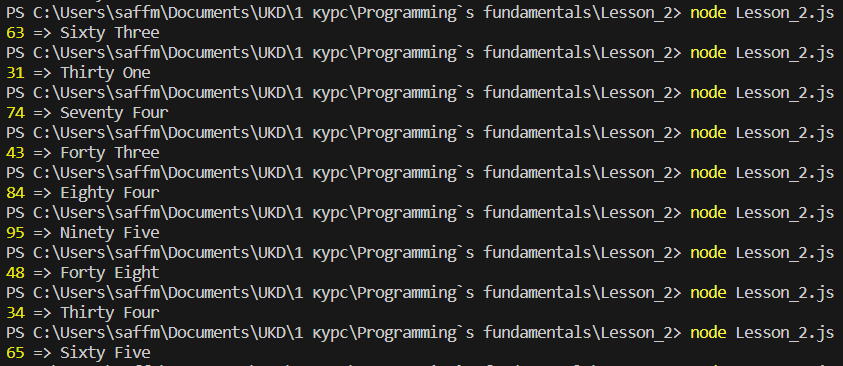 PS C:\Users\saffm\Documents\UKD\1 курс\Programming`s fundamentals\Lesson_2> node Lesson_2.js
63 => Sixty Three
PS C:\Users\saffm\Documents\UKD\1 курс\Programming`s fundamentals\Lesson_2> node Lesson_2.js
31 => Thirty One
PS C:\Users\saffm\Documents\UKD\1 курс\Programming`s fundamentals\Lesson_2> node Lesson_2.js
74 => Seventy Four
PS C:\Users\saffm\Documents\UKD\1 курс\Programming`s fundamentals\Lesson_2> node Lesson_2.js
43 => Forty Three
PS C:\Users\saffm\Documents\UKD\1 курс\Programming`s fundamentals\Lesson_2> node Lesson_2.js
84 => Eighty Four
PS C:\Users\saffm\Documents\UKD\1 курс\Programming`s fundamentals\Lesson_2> node Lesson_2.js
95 => Ninety Five
PS C:\Users\saffm\Documents\UKD\1 курс\Programming`s fundamentals\Lesson_2> node Lesson_2.js
48 => Forty Eight
PS C:\Users\saffm\Documents\UKD\1 курс\Programming`s fundamentals\Lesson_2> node Lesson_2.js
34 => Thirty Four
PS C:\Users\saffm\Documents\UKD\1 курс\Programming`s fundamentals\Lesson_2> node Lesson_2.js
65 => Sixty Five